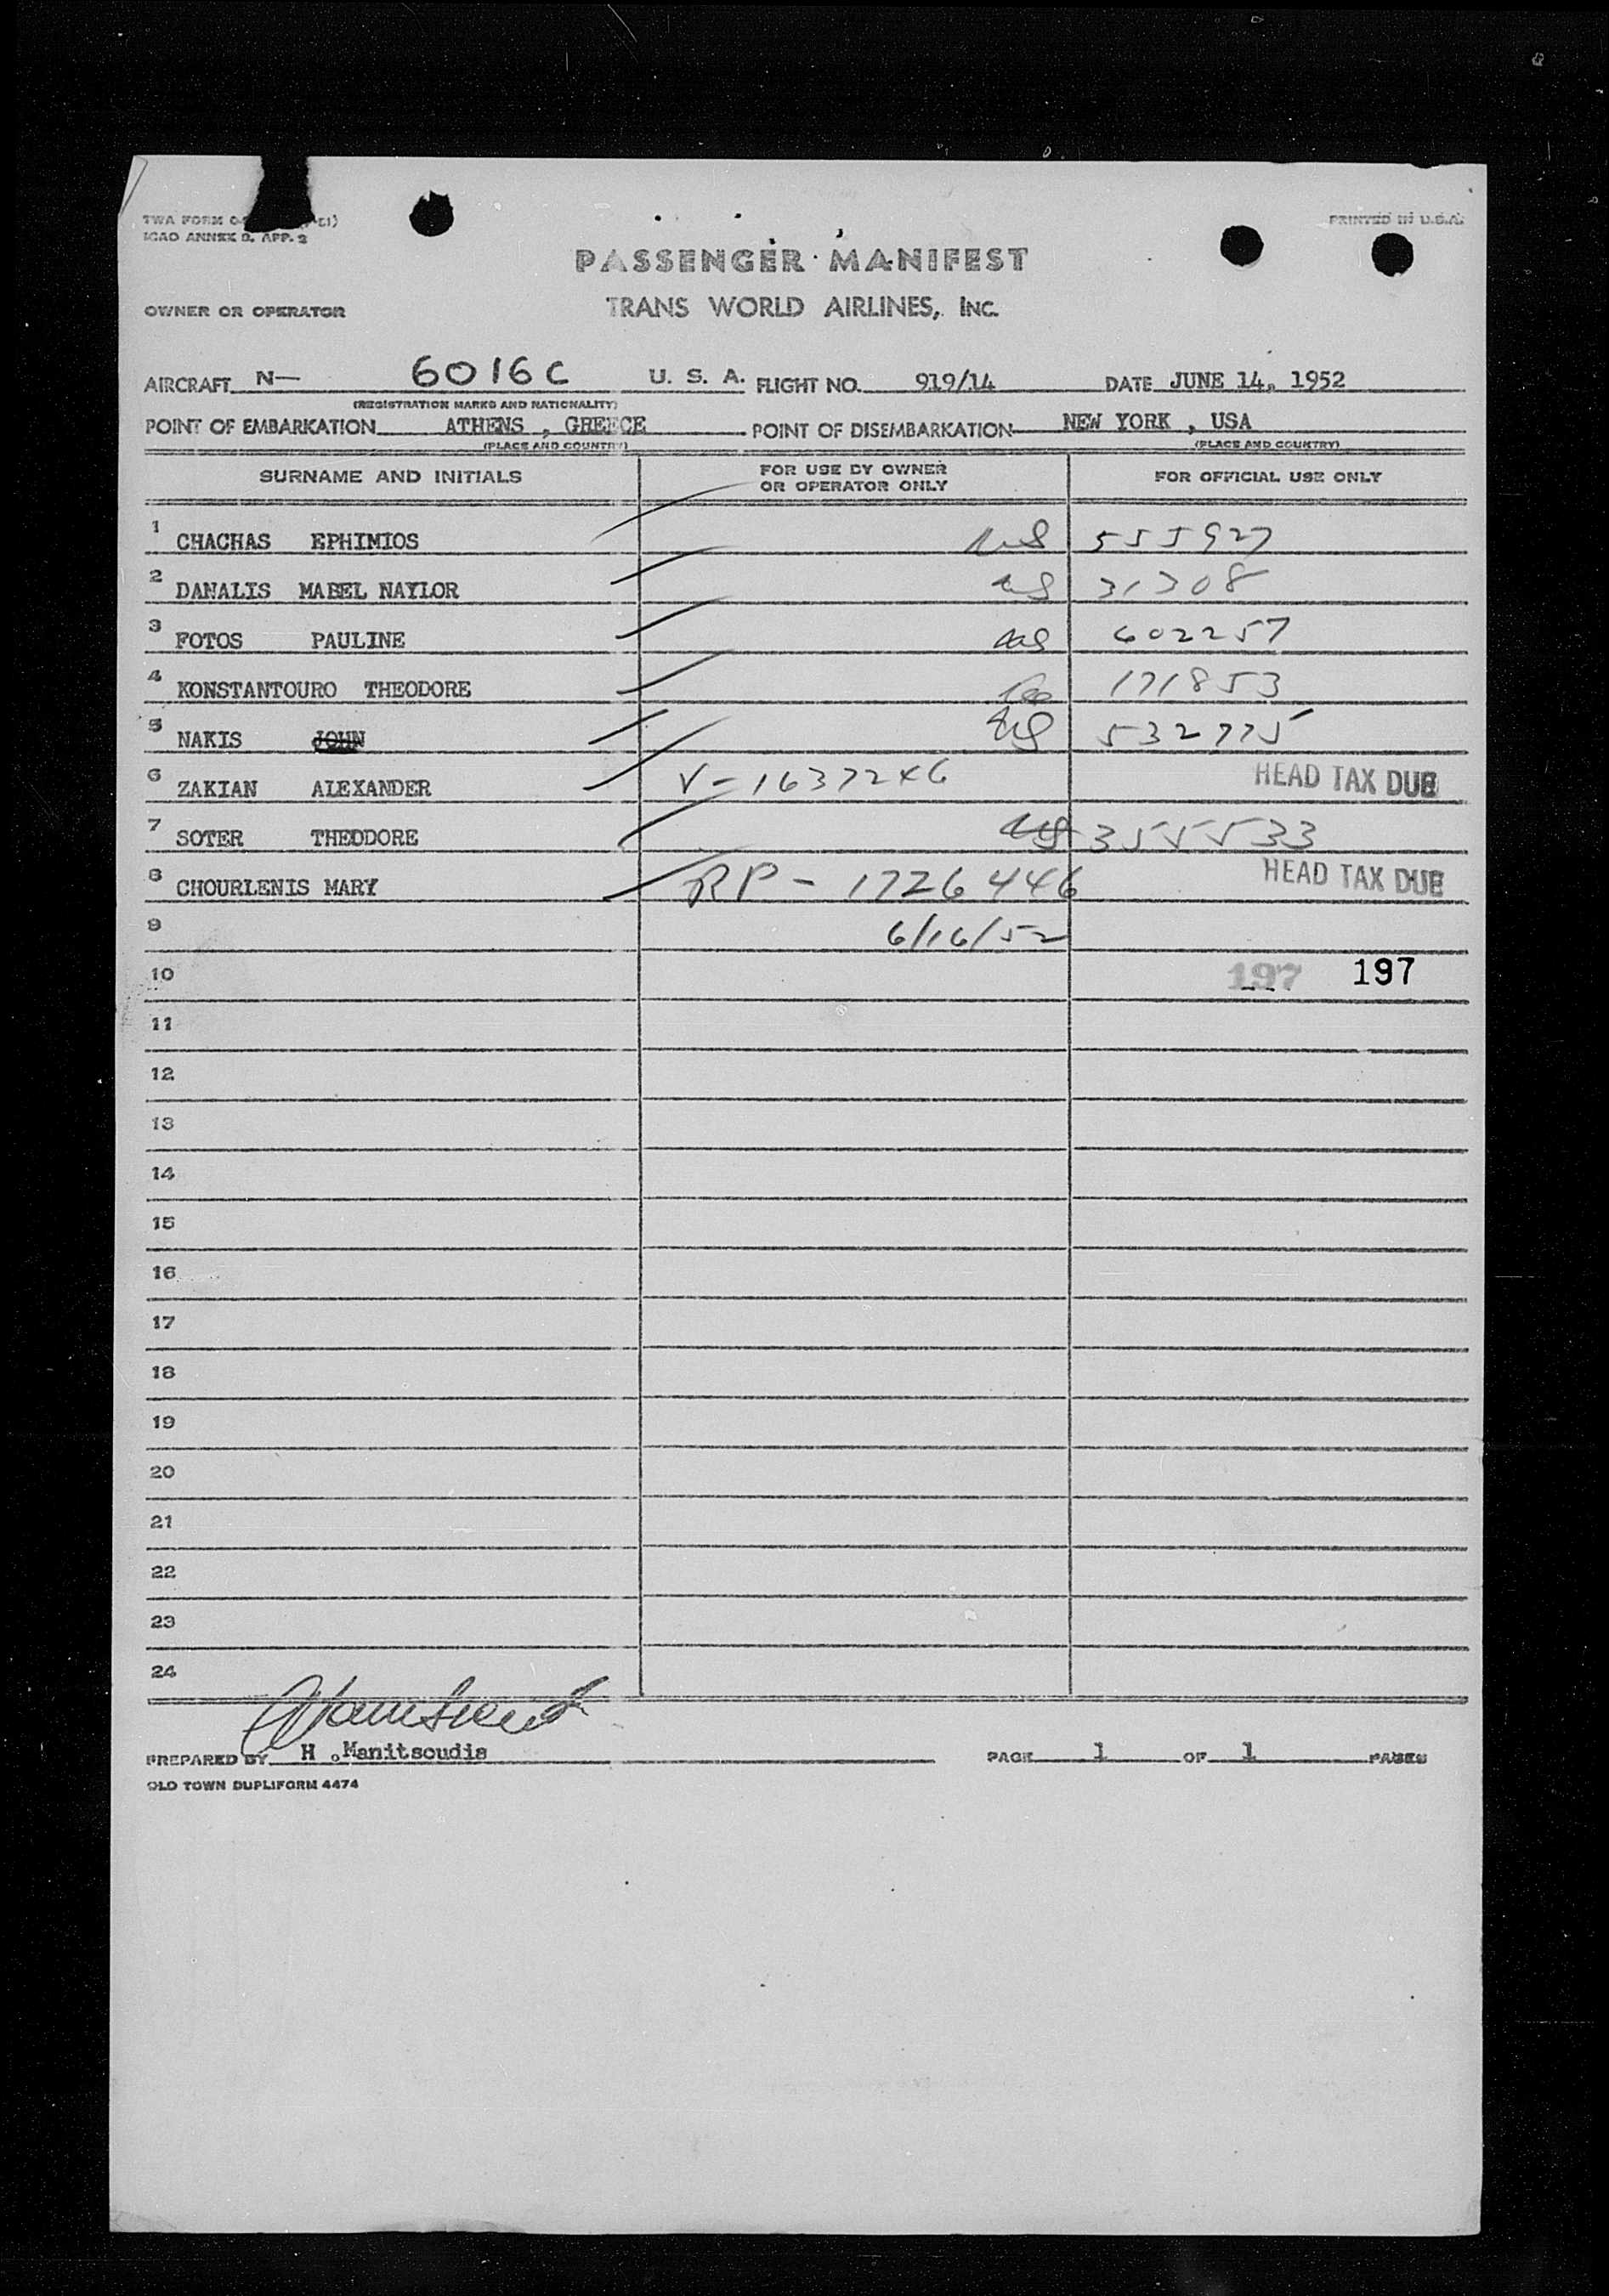 TWA FORM
ICAO ANNEX 9, APP. 2
PRINTED IN U.S.A.
PASSENGER MANIFEST
OWNER OR OPERATOR TRANS WORLD AIRLINES, INC.
AIRCRAFT N— 6016C U. S. A. FLIGHT NO. 919/14 DATE JUNE 14, 1952
(REGISTRATION MARKS AND NATIONALITY)
POINT OF EMBARKATION ATHENS , GREECE POINT OF DISEMBARKATION NEW YORK , USA
(PLACE AND COUNTRY) (PLACE AND COUNTRY)
SURNAME AND INITIALS FOR USE BY OWNER OR OPERATOR ONLY FOR OFFICIAL USE ONLY
1 CHACHAS EPHIMIOS US 555927
2 DANALIS MABEL NAYLOR US 31308
3 FOTOS PAULINE US 602257
4 KONSTANTOURO THEODORE 171853
5 NAKIS JOHN US 532775
6 ZAKIAN ALEXANDER V-1637246 HEAD TAX DUE
7 SOTER THEODORE US 355533
8 CHOURLENIS MARY RP - 1726446 HEAD TAX DUE
9 6/16/52
10 197 197
11
12
13
14
15
16
17
18
19
20
21
22
23
24
PREPARED BY H .Manitsoudis PAGE 1 OF 1 PAGES
OLD TOWN DUPLIFORM 4474